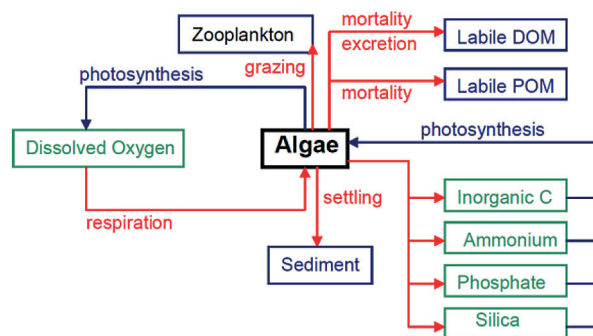 mortality
Zooplankton
excretion
Labile DOM
photosynthesis
grazing
mortality
Labile POM
Dissolved Oxygen
Algae
photosynthesis
respiration
settling
Inorganic C
Ammonium
Sediment
Phosphate
Silica